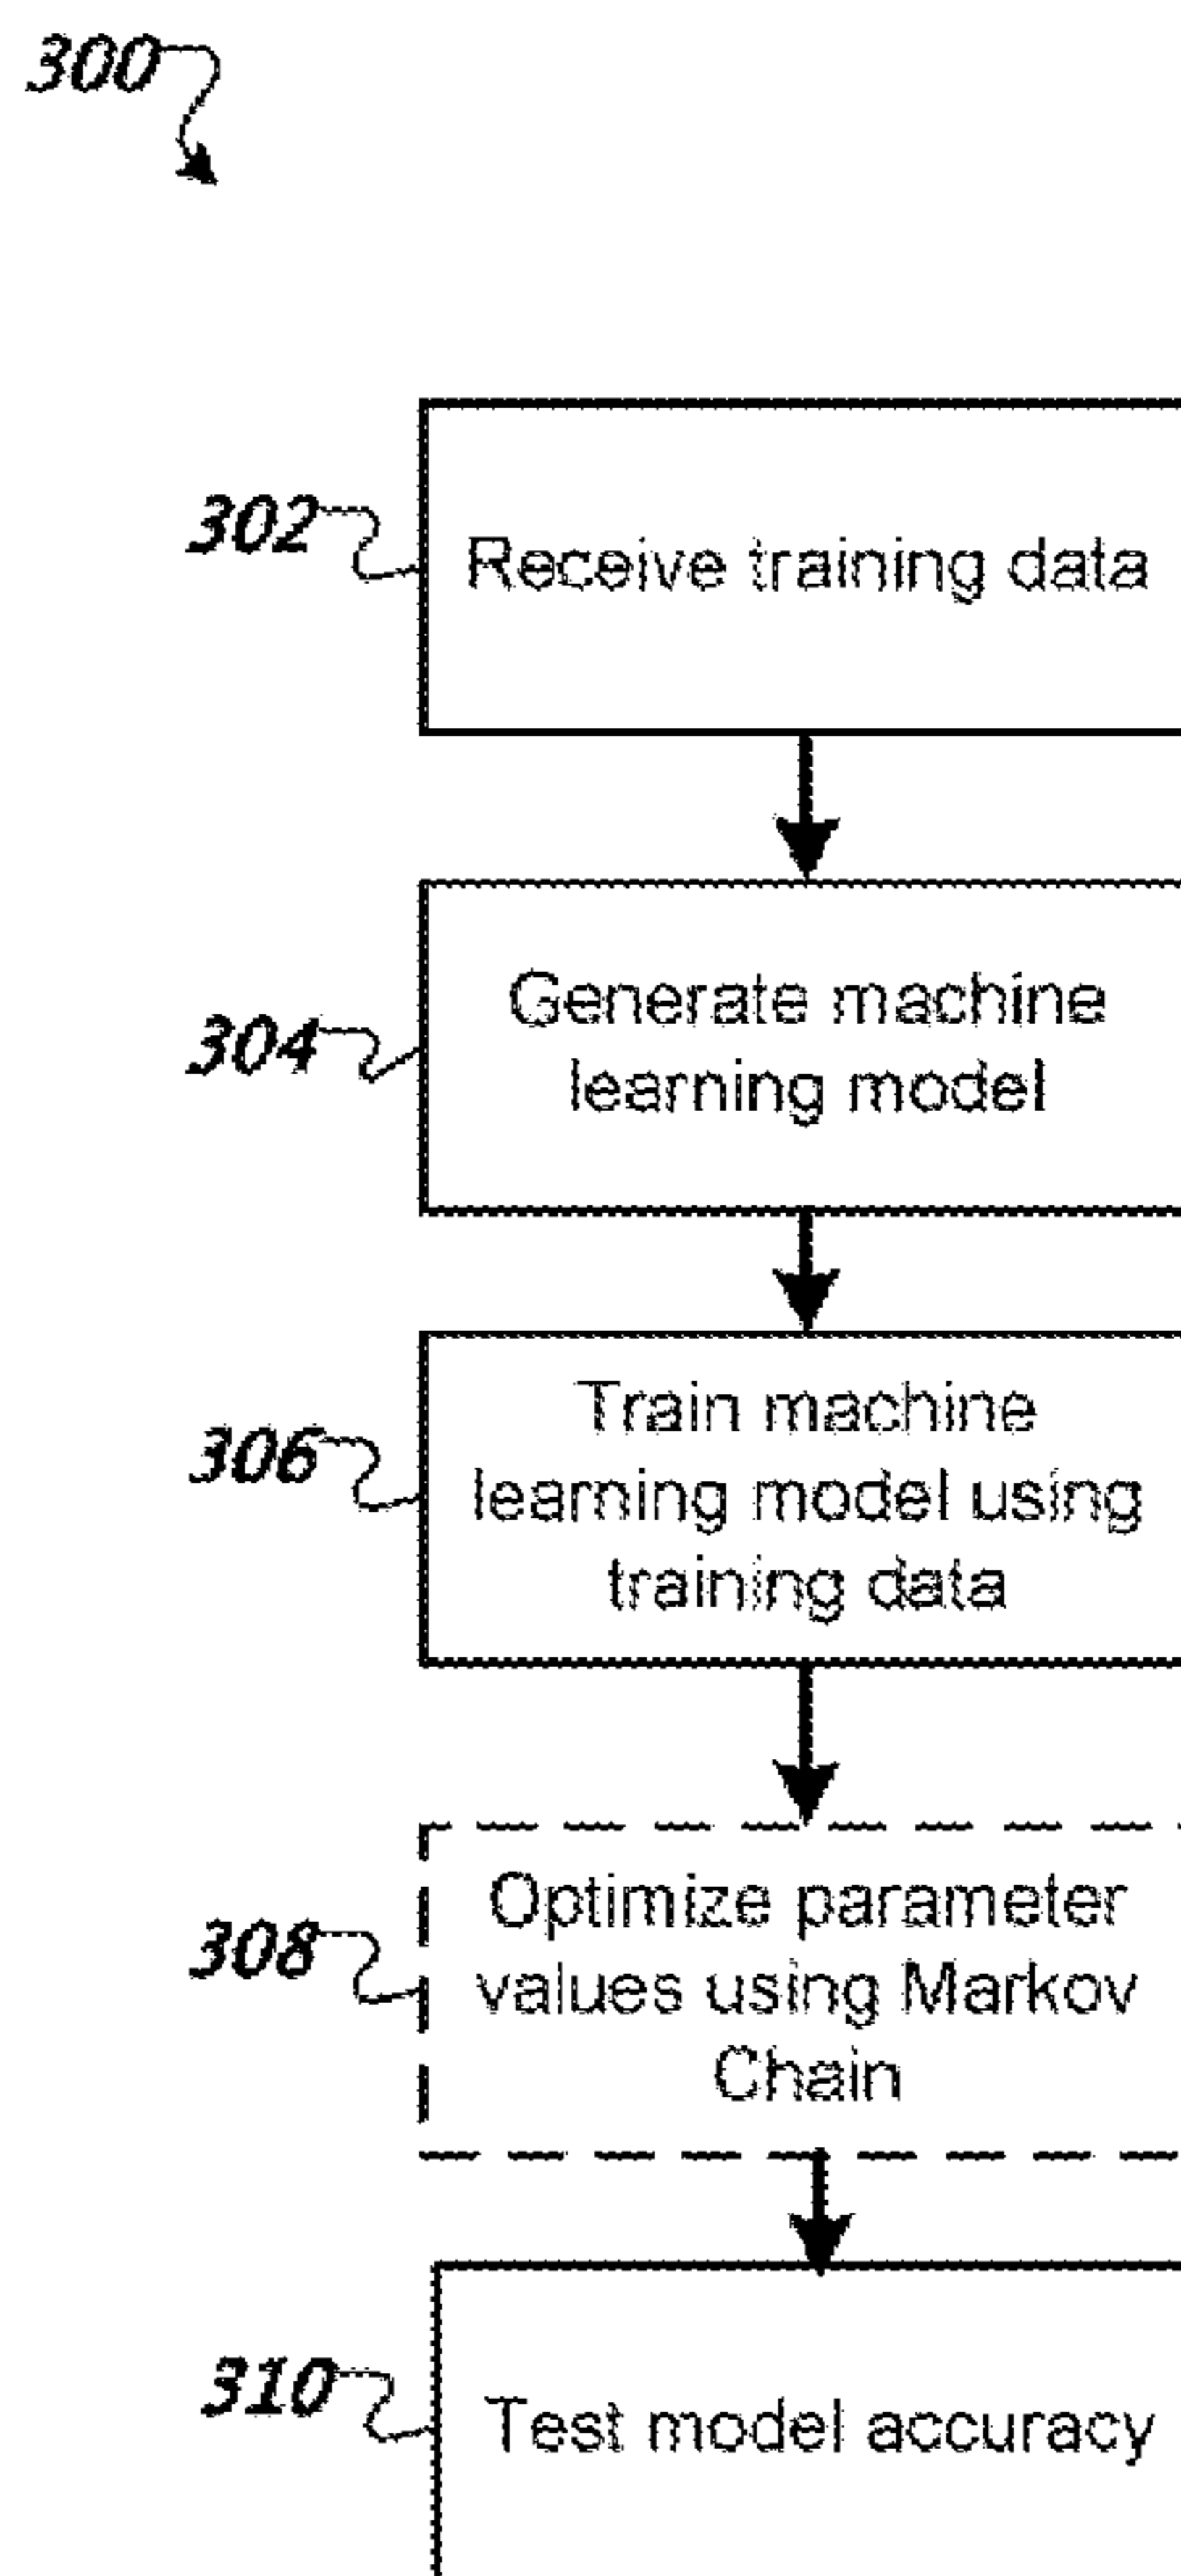 300
302
Receive training data
304
Generate machine
learning model
306
Train machine
learning model using
training data
308
Optimize parameter
values using Markov
Chain
310
Test model accuracy